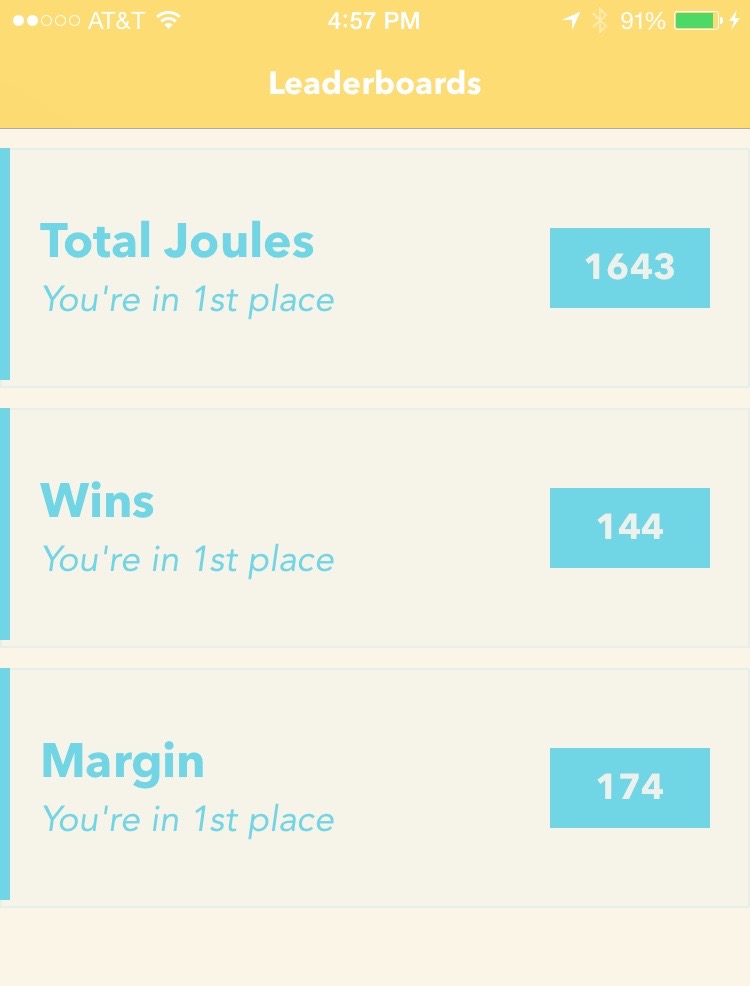 AT&T 4:57 PM 91%
Leaderboards
Total Joules
You're in 1st place
1643
Wins
You're in 1st place
144
Margin
You're in 1st place
174